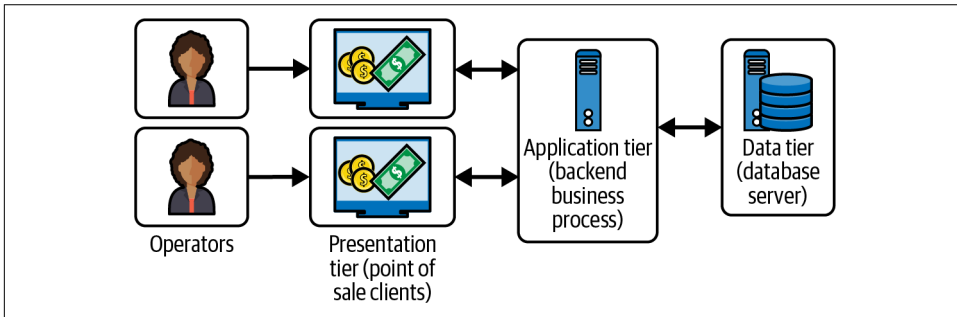 Operators
Presentation
tier (point of
sale clients)
Application tier
(backend
business
process)
Data tier
(database
server)
$
$
$
$
$
$
$
$